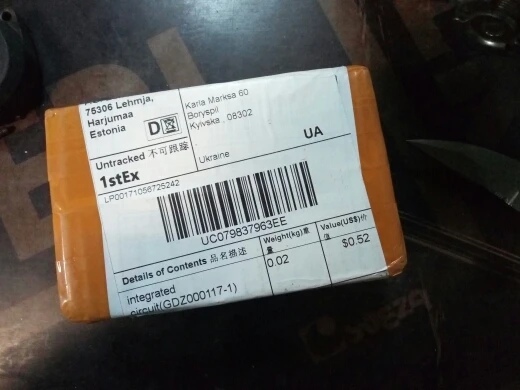 75306 Lehmja,
Harjumaa
Estonia
D
Karla Marksa 60
Boryspil
Kyivska , 08302
UA
Untracked 不可跟踪
Ukraine
1stEx
LP00171056725242
UC079837963EE
Details of Contents 品名描述
Weight(kg)重量
Value(US$)价值
integrated
circuit(GDZ000117-1)
0.02
$0.52